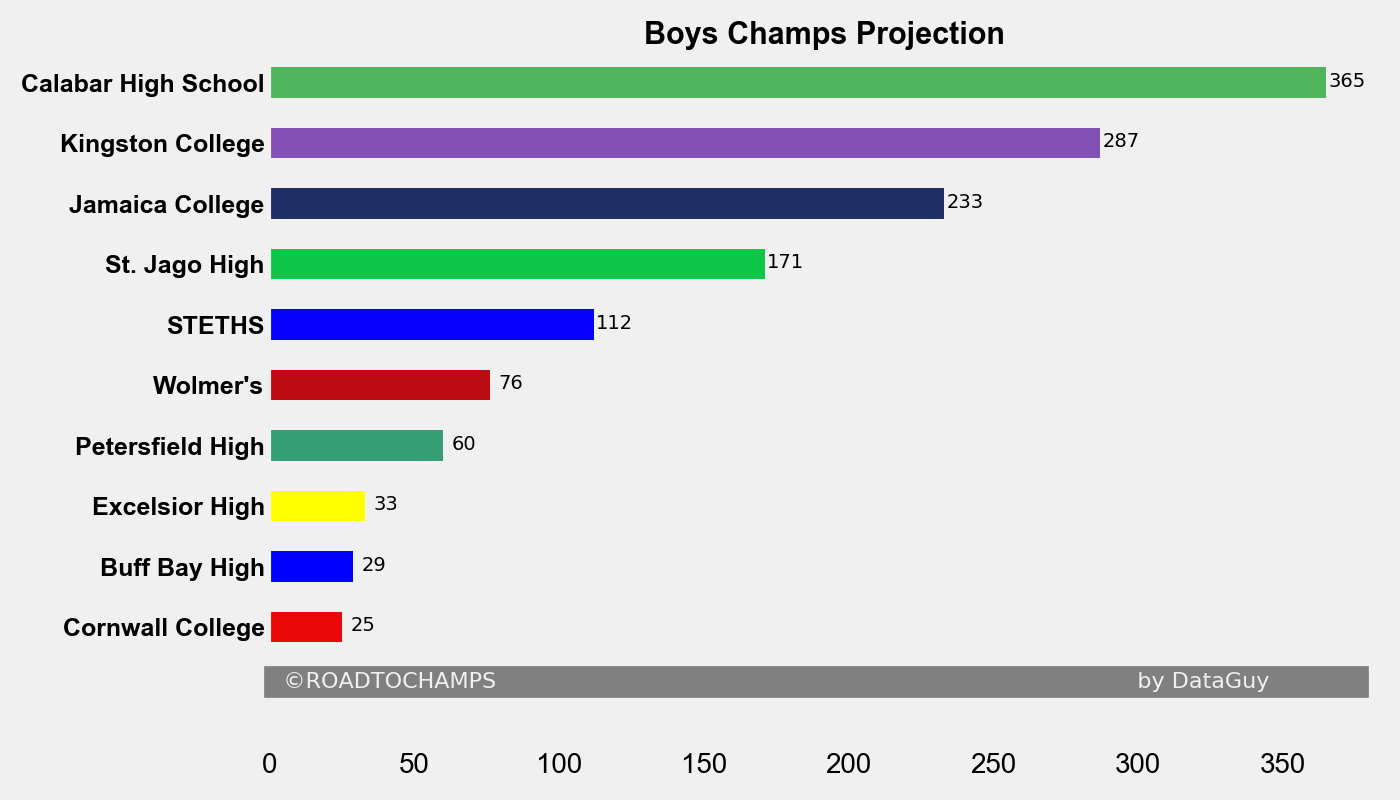 Boys Champs Projection
Calabar High School 365
Kingston College 287
Jamaica College 233
St. Jago High 171
STETHS 112
Wolmer's 76
Petersfield High 60
Excelsior High 33
Buff Bay High 29
Cornwall College 25
©ROADTOCHAMPS by DataGuy
0 50 100 150 200 250 300 350